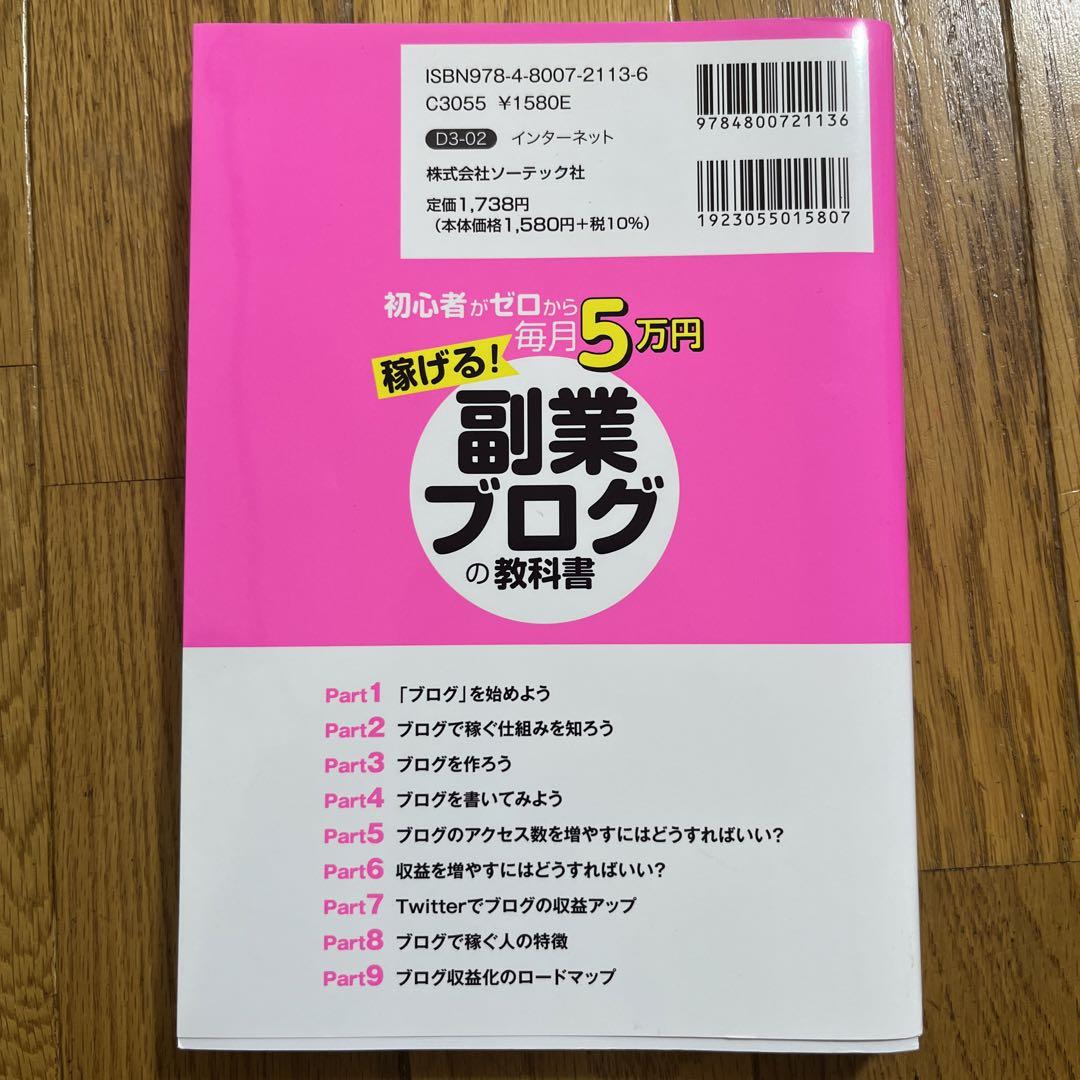 ISBN978-4-8007-2113-6
C3055 ¥1580E
D3-02 インターネット
株式会社ソーテック社
定価1,738円
（本体価格1,580円＋税10%）
9784800721136
1923055015807
初心者がゼロから
毎月5万円
稼げる！
副業
ブログ
の教科書
Part1 「ブログ」を始めよう
Part2 ブログで稼ぐ仕組みを知ろう
Part3 ブログを作ろう
Part4 ブログを書いてみよう
Part5 ブログのアクセス数を増やすにはどうすればいい？
Part6 収益を増やすにはどうすればいい？
Part7 Twitterでブログの収益アップ
Part8 ブログで稼ぐ人の特徴
Part9 ブログ収益化のロードマップ